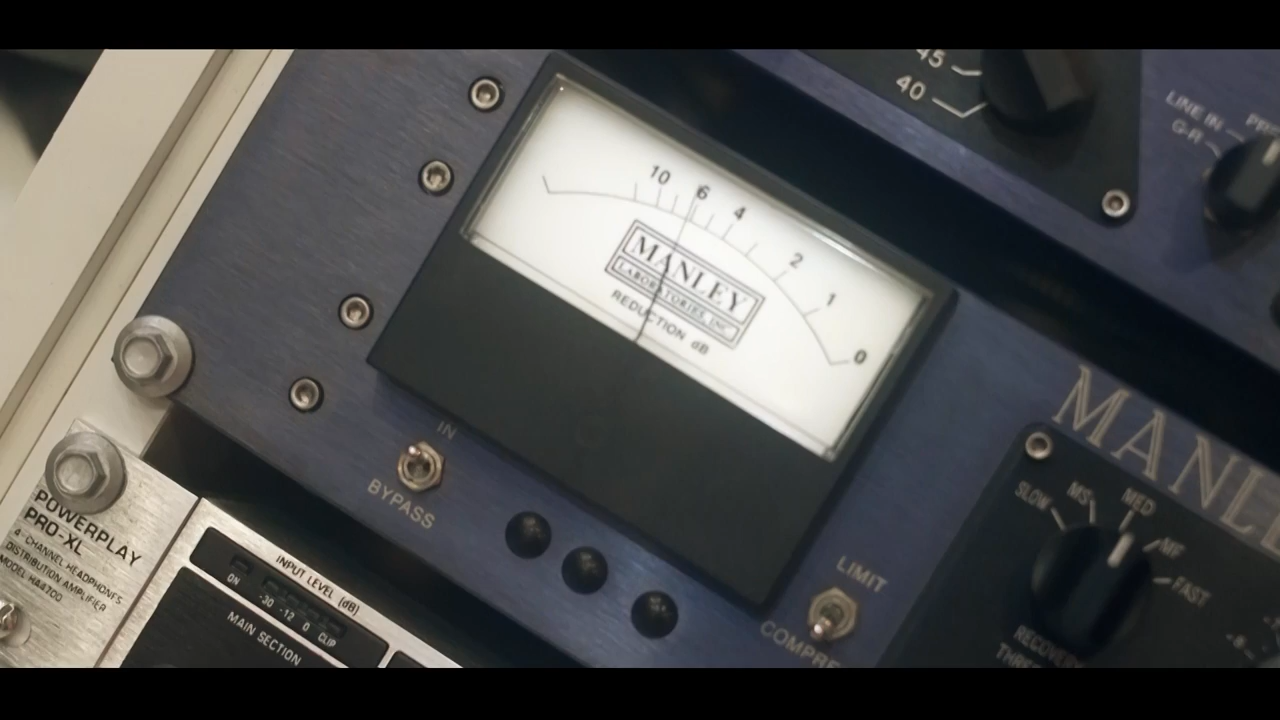 45
40
LINE IN
G-R
10
6
4
2
1
0
MANLEY
LABORATORIES, INC.
REDUCTION dB
IN
BYPASS
LIMIT
SLOW
MS
MED
MF
FAST
POWERPLAY
PRO-XL
4-CHANNEL HEADPHONES
DISTRIBUTION AMPLIFIER
MODEL HA4700
INPUT LEVEL (dB)
ON -30 -12 0 CLIP
MAIN SECTION